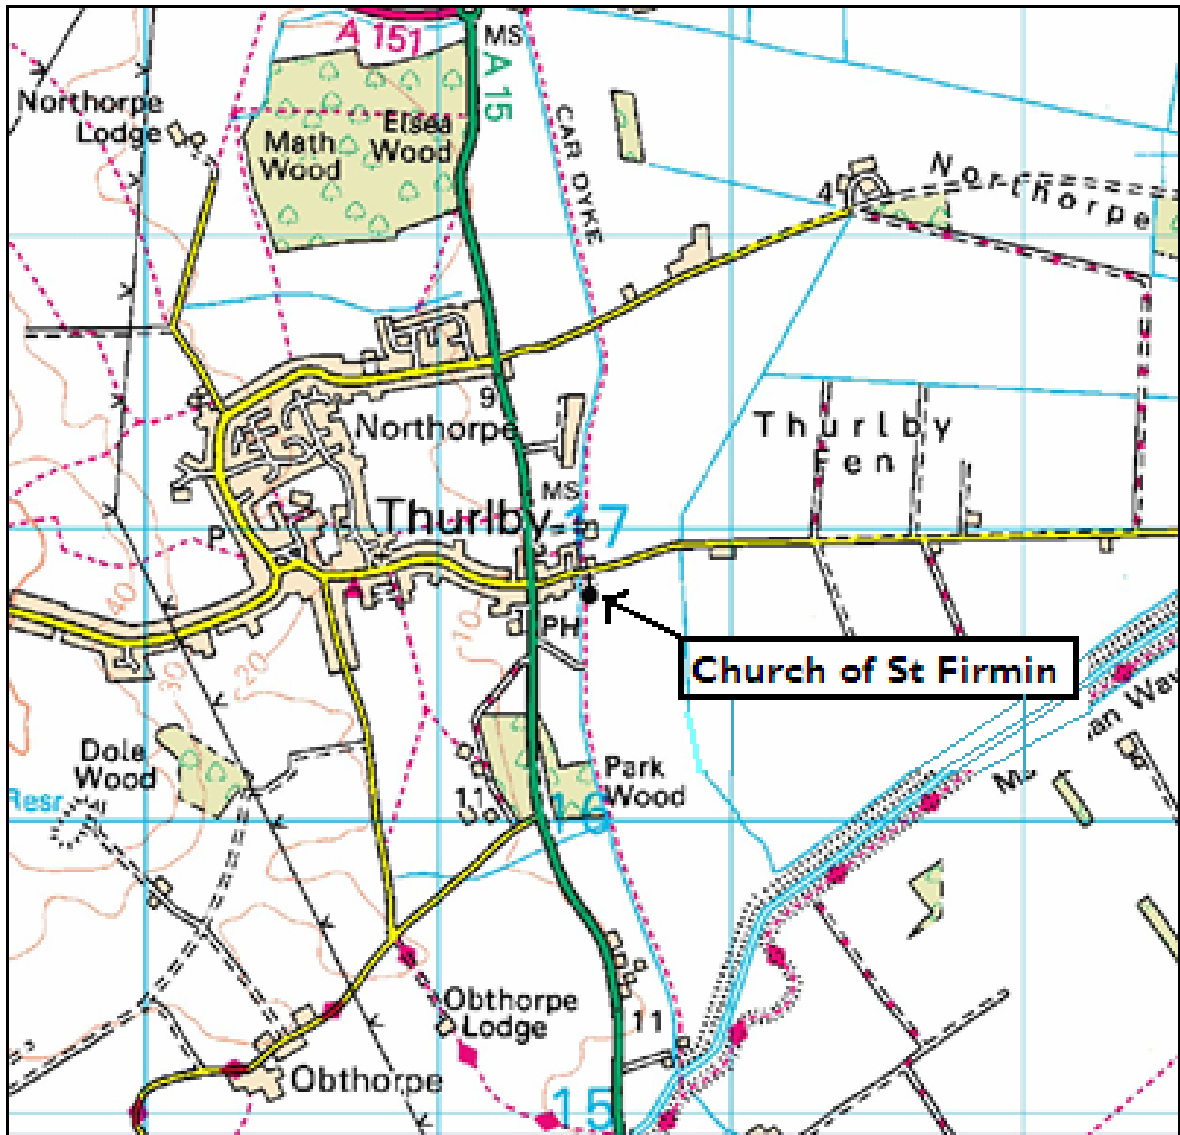 A 151
MS
A 15
Northorpe
Lodge
Math
Wood
Elsea
Wood
CAR DYKE
4
Northorpe
9
Northorpe
Thurlby
Fen
MS
Thurlby
17
P
40
30
20
10
PH
Church of St Firmin
an Way
Dole
Wood
Resr
Park
Wood
11
16
Obthorpe
Lodge
11
Obthorpe
15